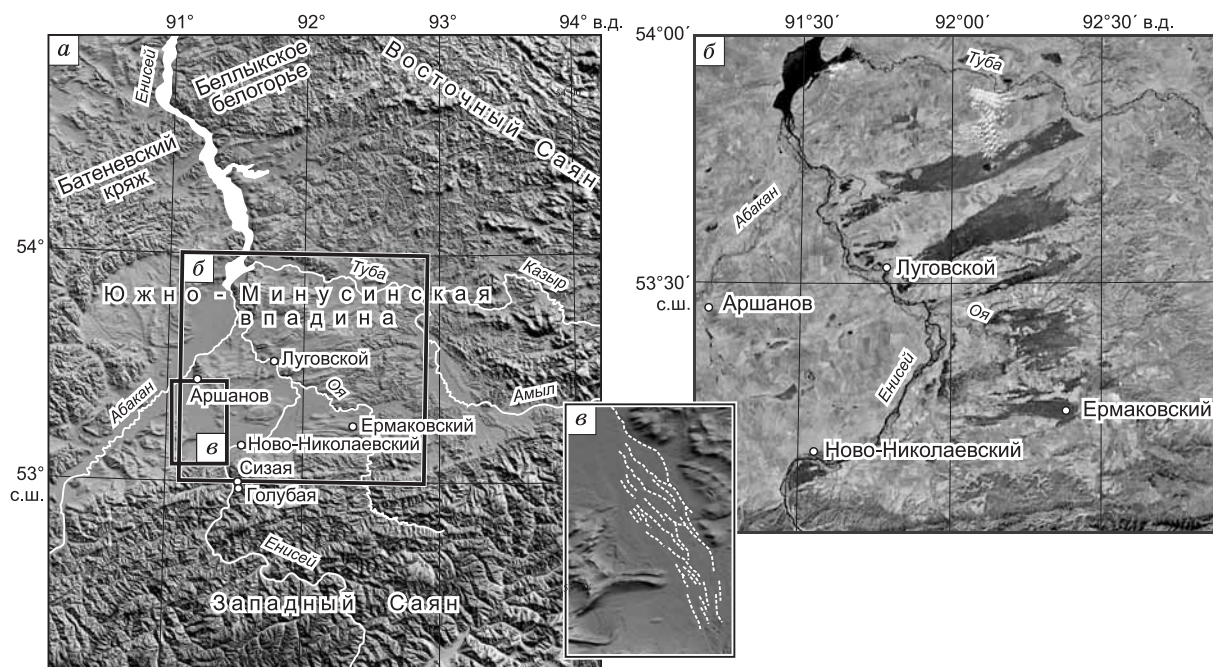 91°
92°
93°
94° в.д.
а
Енисей
Беллыкское
белогорье
Восточный Саян
Батеневский
кряж
54°
б
Туба
Казыр
Южно-Минусинская
впадина
Луговской
Абакан
Аршанов
Оя
Амыл
Ермаковский
в
Ново-Николаевский
53°
с.ш.
Сизая
Голубая
Енисей
Западный Саян
в
91°30´
92°00´
92°30´ в.д.
54°00´
б
Туба
Абакан
Луговской
53°30´
с.ш.
Аршанов
Оя
Енисей
Ермаковский
Ново-Николаевский